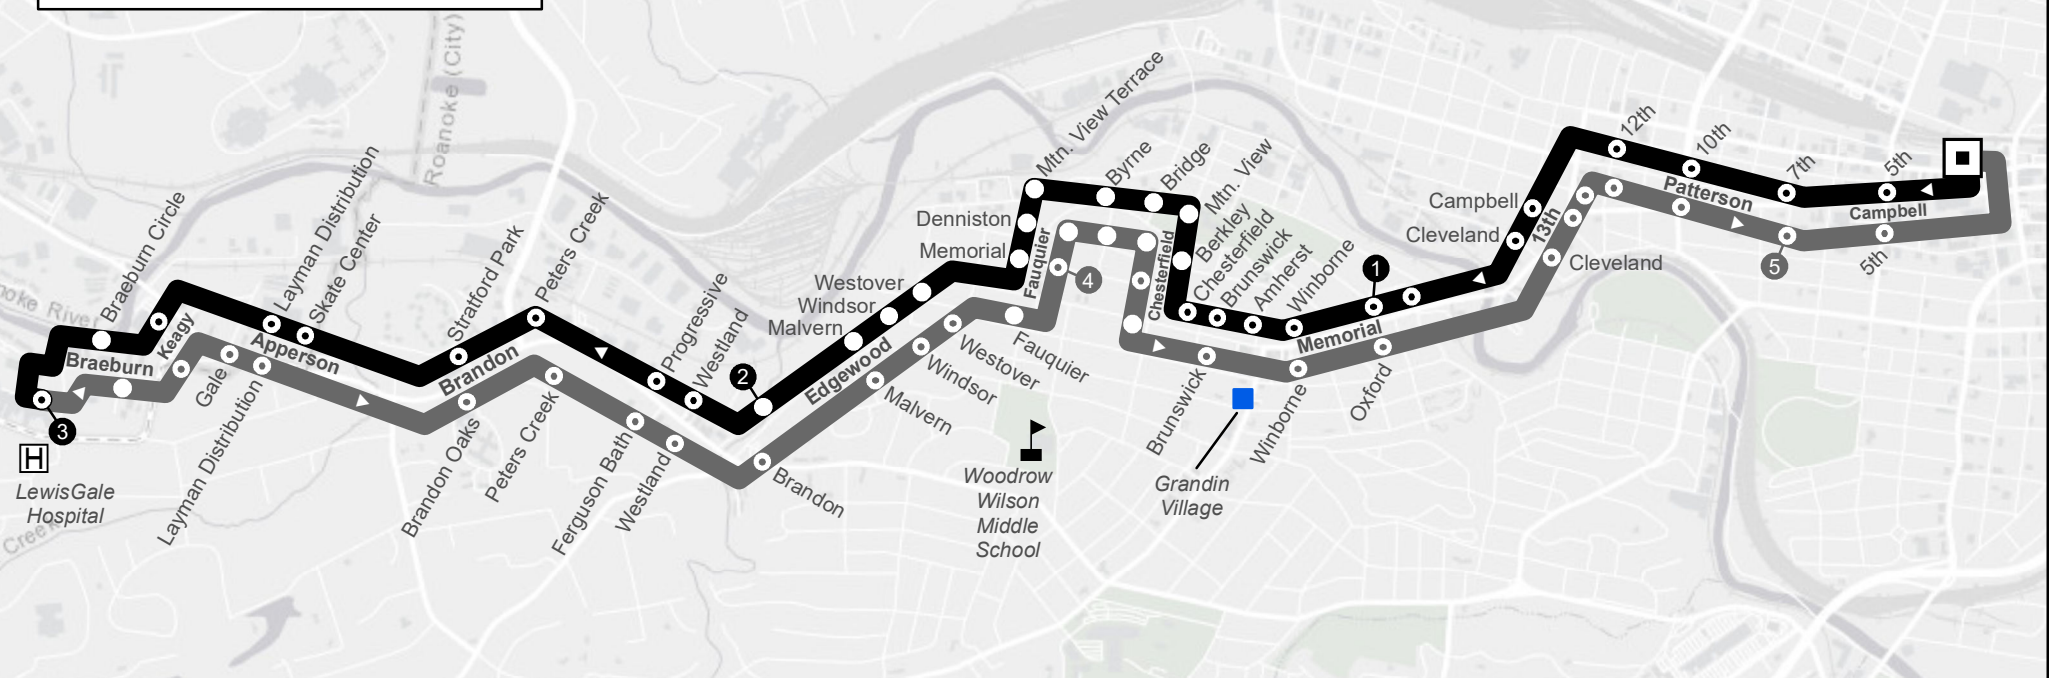 Mtn. View Terrace
Roanoke (City)
12th
10th
7th
5th
Byrne
Bridge
Mtn. View
Layman Distribution
Braeburn Circle
Skate Center
Stratford Park
Peters Creek
Denniston
Memorial
Fauquier
Chesterfield
Berkley
Chesterfield
Brunswick
Amherst
Winborne
Campbell
Cleveland
13th
Patterson
Campbell
Cleveland
5th
5
1
4
Westover
Windsor
Malvern
Progressive
Westland
2
noke River
Braeburn
Keagy
Apperson
Brandon
Edgewood
Memorial
Gale
Layman Distribution
Brandon Oaks
Peters Creek
Ferguson Bath
Westland
Brandon
Malvern
Windsor
Westover
Fauquier
Brunswick
Winborne
Oxford
3
H
LewisGale
Hospital
Creek
Woodrow
Wilson
Middle
School
Grandin
Village